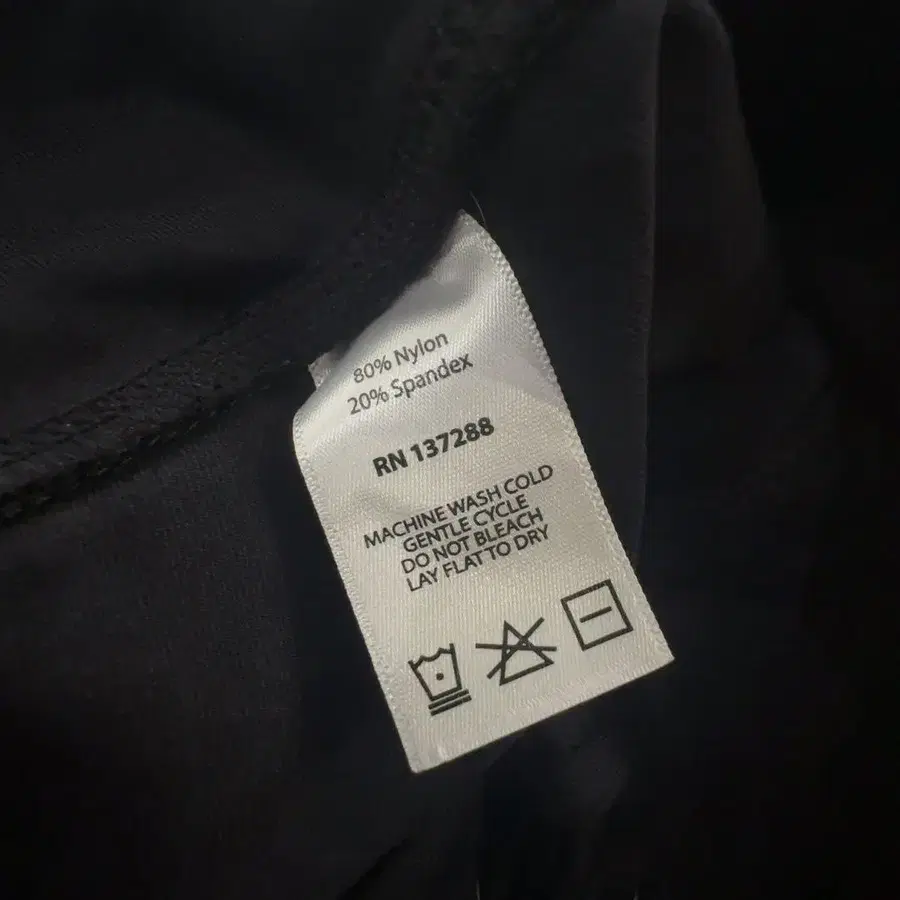 80% Nylon
20% Spandex
RN 137288
MACHINE WASH COLD
GENTLE CYCLE
DO NOT BLEACH
LAY FLAT TO DRY